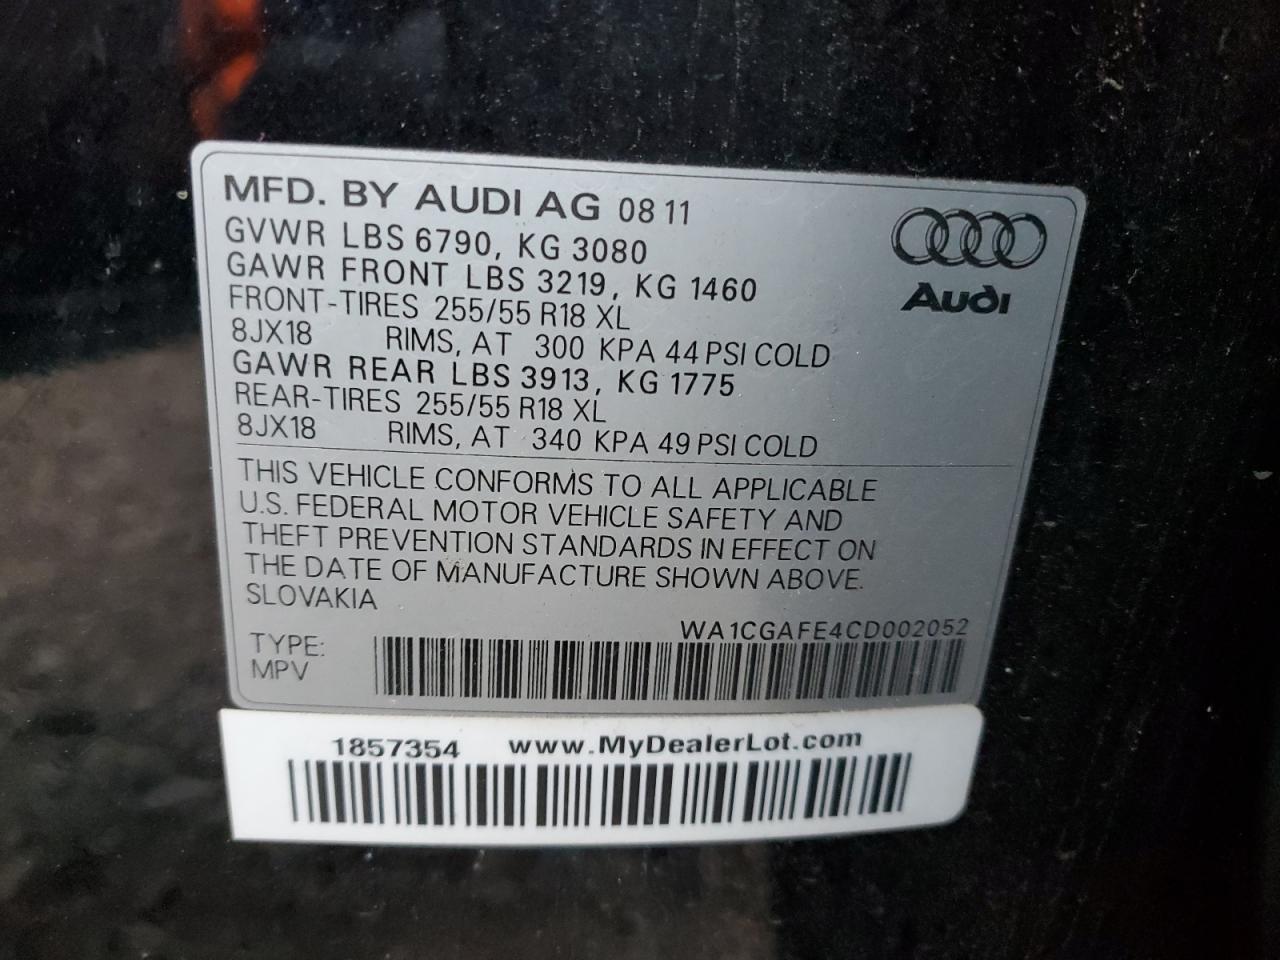 MFD. BY AUDI AG 08 11
GVWR LBS 6790, KG 3080
GAWR FRONT LBS 3219, KG 1460
FRONT-TIRES 255/55 R18 XL
8JX18 RIMS, AT 300 KPA 44 PSI COLD
GAWR REAR LBS 3913, KG 1775
REAR-TIRES 255/55 R18 XL
8JX18 RIMS, AT 340 KPA 49 PSI COLD
Audi
THIS VEHICLE CONFORMS TO ALL APPLICABLE
U.S. FEDERAL MOTOR VEHICLE SAFETY AND
THEFT PREVENTION STANDARDS IN EFFECT ON
THE DATE OF MANUFACTURE SHOWN ABOVE.
SLOVAKIA
WA1CGAFE4CD002052
TYPE:
MPV
1857354 www.MyDealerLot.com